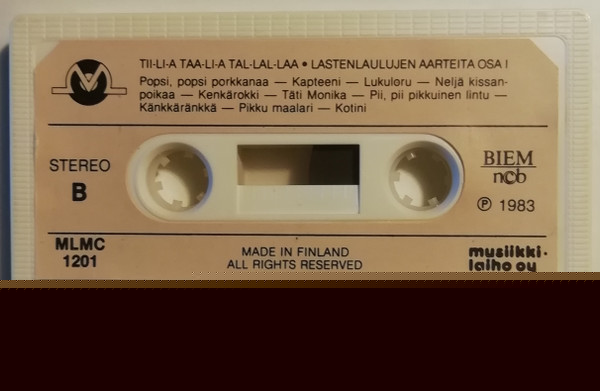 TII-LI-A TAA-LI-A TAL-LAL-LAA • LASTENLAULUJEN AARTEITA OSA I
Popsi, popsi porkkanaa — Kapteeni — Lukuloru — Neljä kissan-
poikaa — Kenkärokki — Täti Monika — Pii, pii pikkuinen lintu —
Känkkäränkkä — Pikku maalari — Kotini
STEREO
B
BIEM
ncb
℗ 1983
MLMC
1201
MADE IN FINLAND
ALL RIGHTS RESERVED
musiikki-
laiho oy